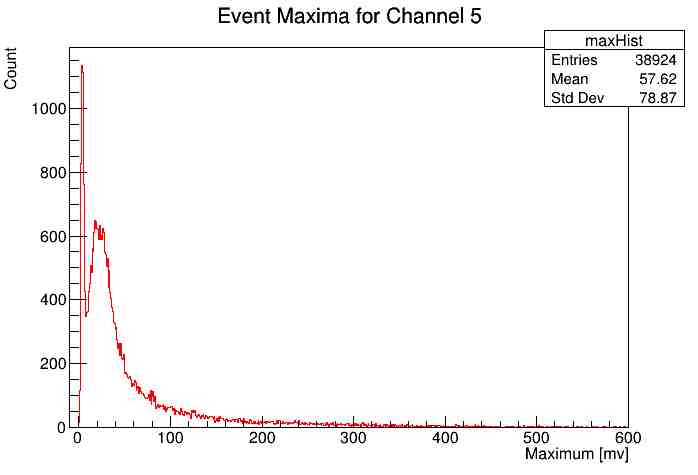 Event Maxima for Channel 5
maxHist
Entries 38924
Mean 57.62
Std Dev 78.87
Count
1000
800
600
400
200
0
0 100 200 300 400 500 600
Maximum [mv]